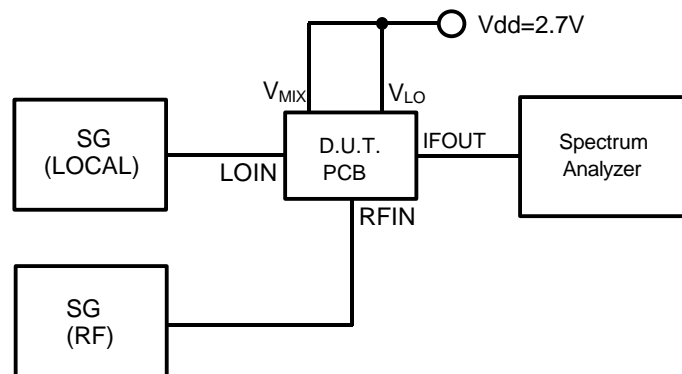 Vdd=2.7V
VMIX
VLO
SG
(LOCAL)
LOIN
D.U.T.
PCB
IFOUT
Spectrum
Analyzer
RFIN
SG
(RF)